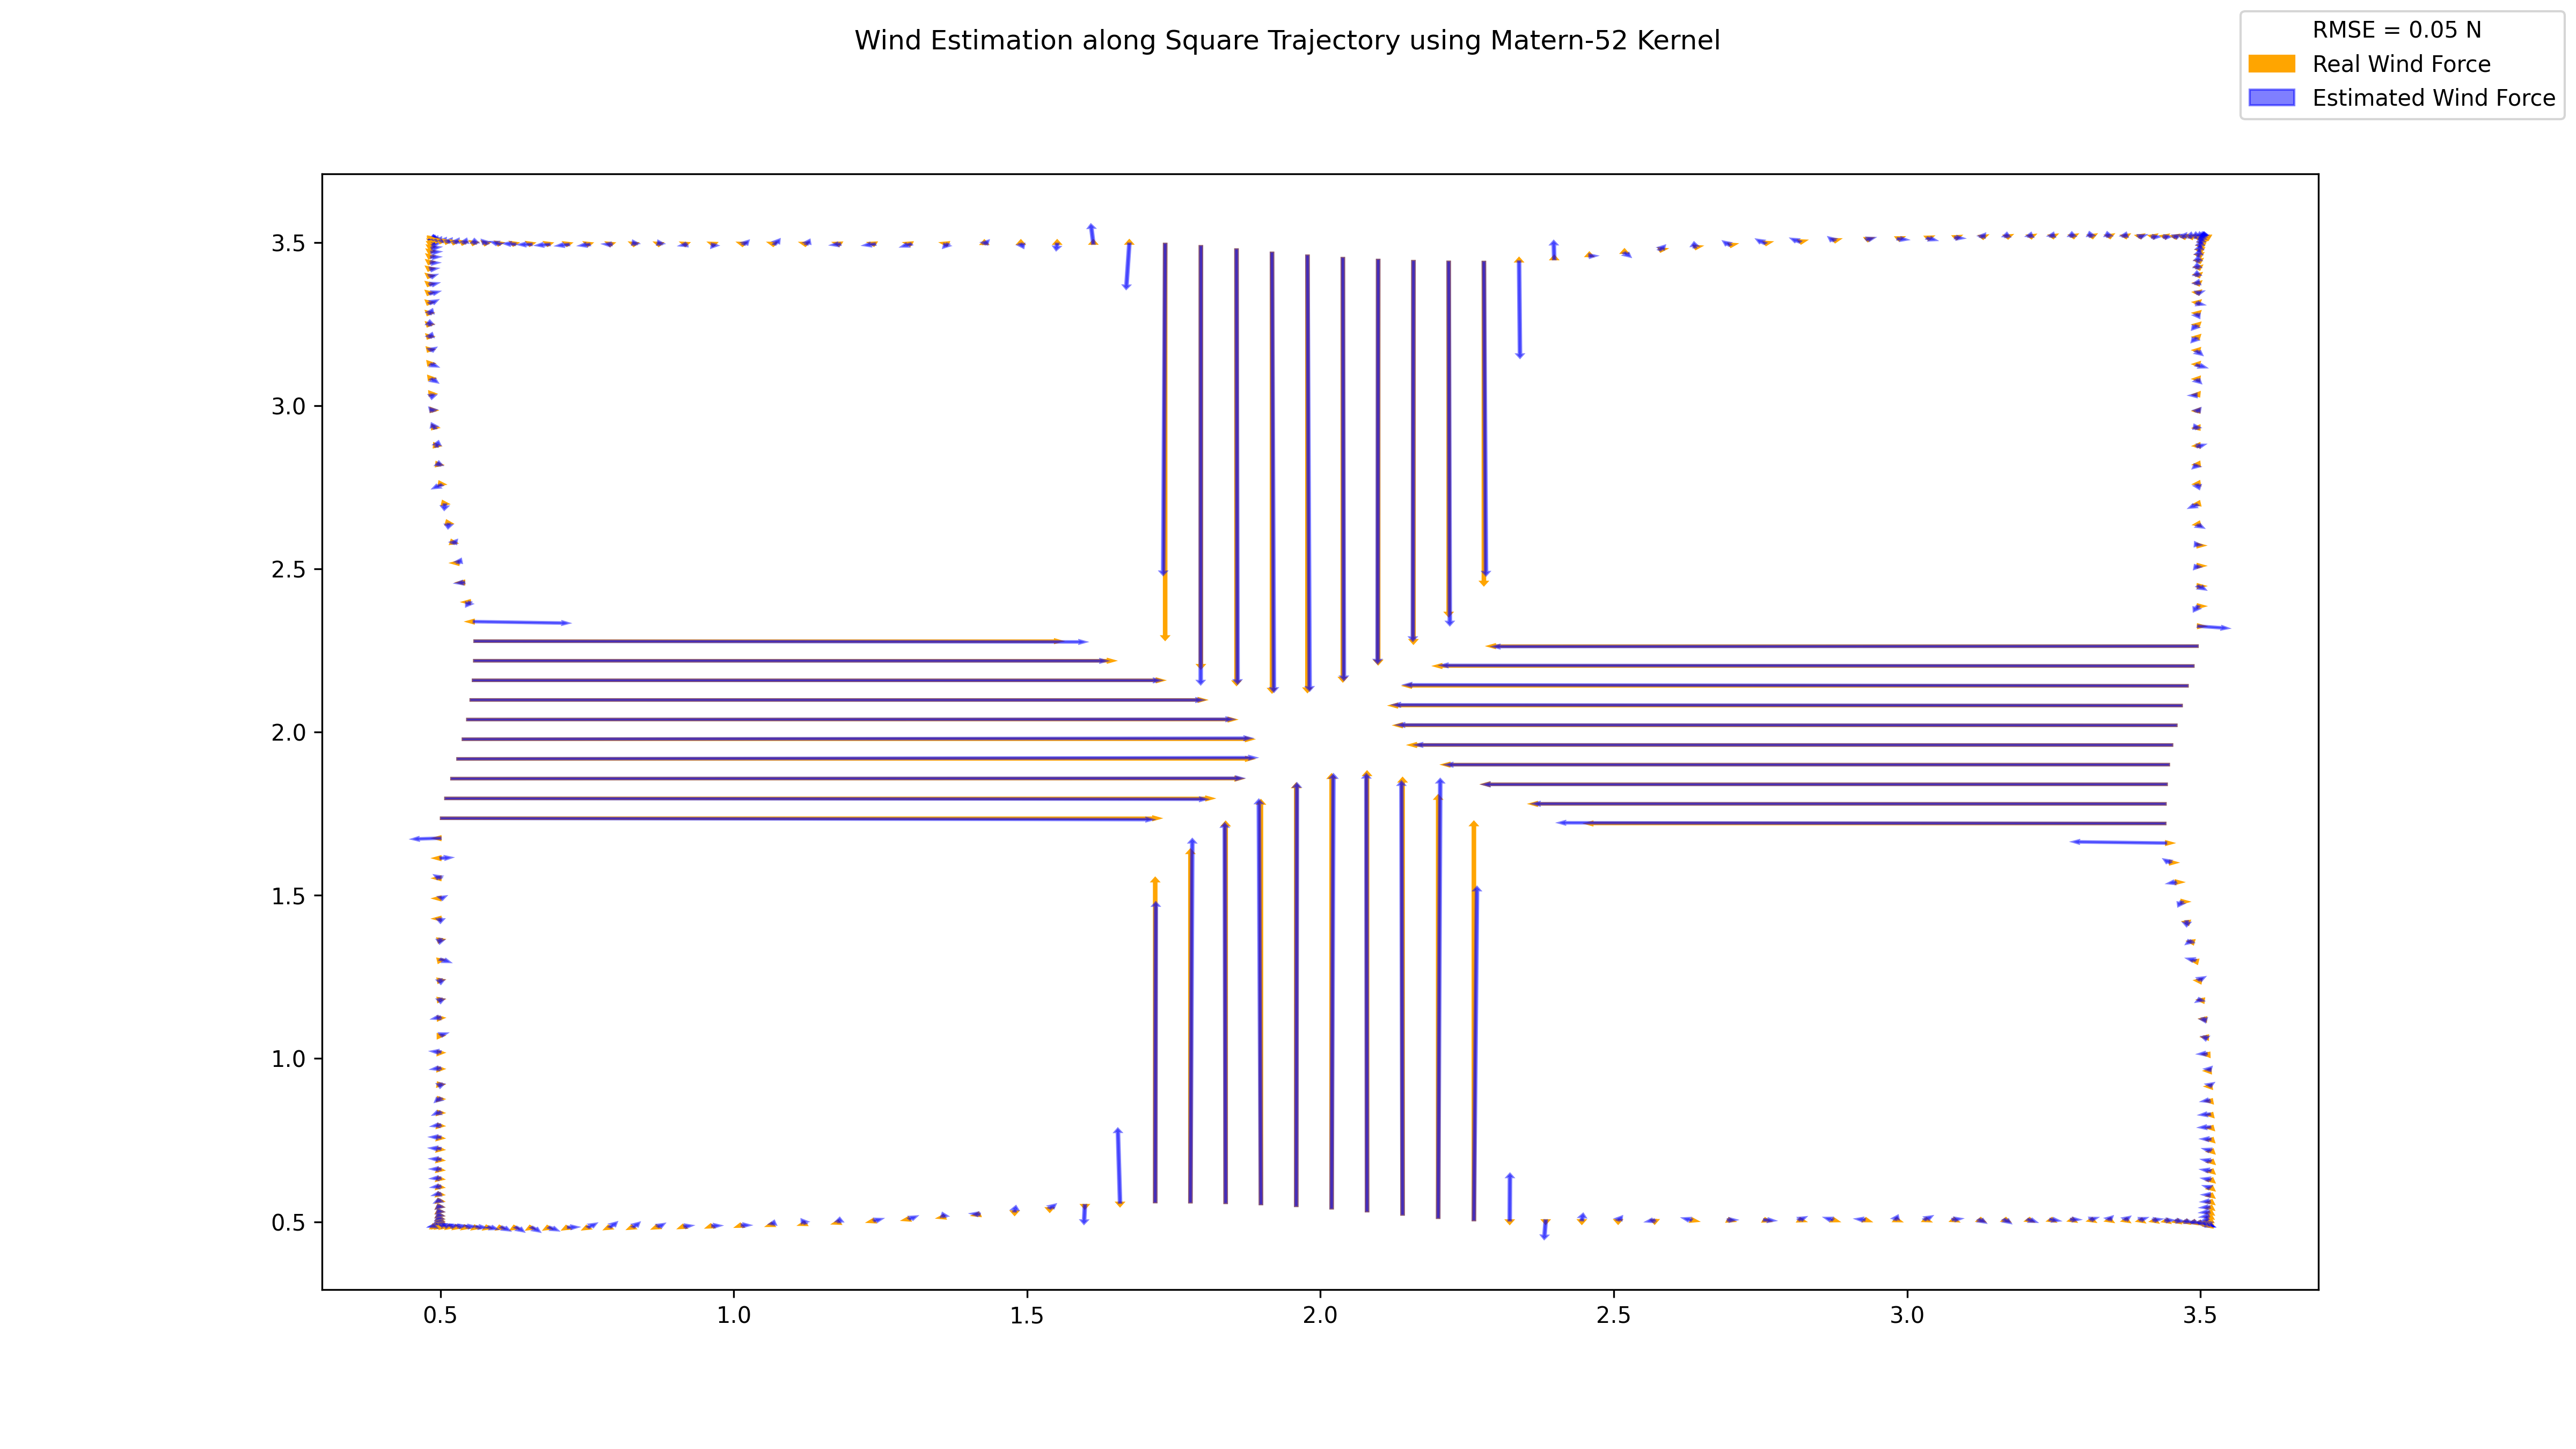 Wind Estimation along Square Trajectory using Matern-52 Kernel
RMSE = 0.05 N
Real Wind Force
Estimated Wind Force
3.5
3.0
2.5
2.0
1.5
1.0
0.5
0.5 1.0 1.5 2.0 2.5 3.0 3.5